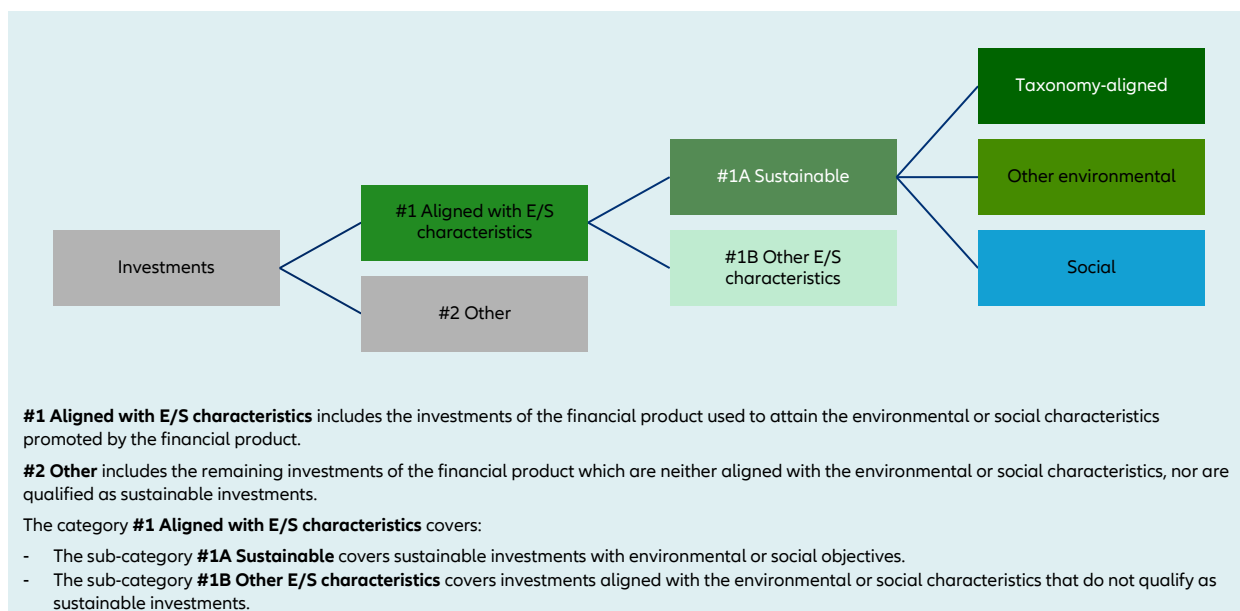 Taxonomy-aligned
#1A Sustainable
Other environmental
#1 Aligned with E/S
characteristics
Investments
#1B Other E/S
characteristics
Social
#2 Other
#1 Aligned with E/S characteristics includes the investments of the financial product used to attain the environmental or social characteristics
promoted by the financial product.
#2 Other includes the remaining investments of the financial product which are neither aligned with the environmental or social characteristics, nor are
qualified as sustainable investments.
The category #1 Aligned with E/S characteristics covers:
- The sub-category #1A Sustainable covers sustainable investments with environmental or social objectives.
- The sub-category #1B Other E/S characteristics covers investments aligned with the environmental or social characteristics that do not qualify as
sustainable investments.